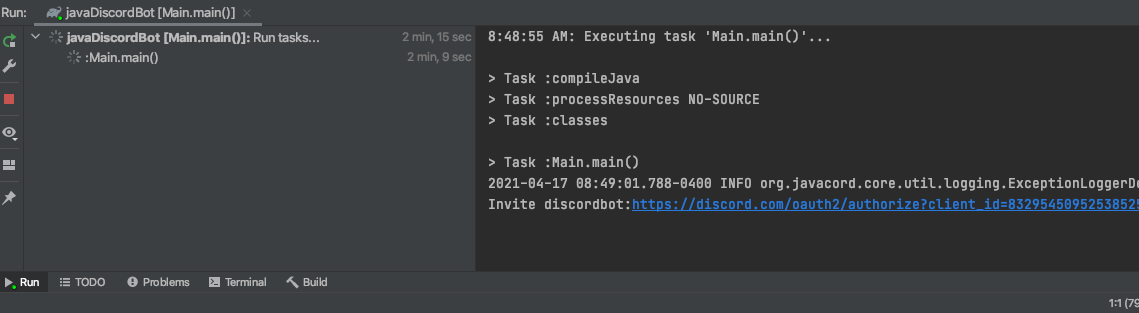 Run: javaDiscordBot [Main.main()]
javaDiscordBot [Main.main()]: Run tasks... 2 min, 15 sec
:Main.main() 2 min, 9 sec
8:48:55 AM: Executing task 'Main.main()'...
> Task :compileJava
> Task :processResources NO-SOURCE
> Task :classes
> Task :Main.main()
2021-04-17 08:49:01.788-0400 INFO org.javacord.core.util.logging.ExceptionLoggerDe
Invite discordbot:https://discord.com/oauth2/authorize?client_id=83295450952538525
Run TODO Problems Terminal Build
1:1 (79